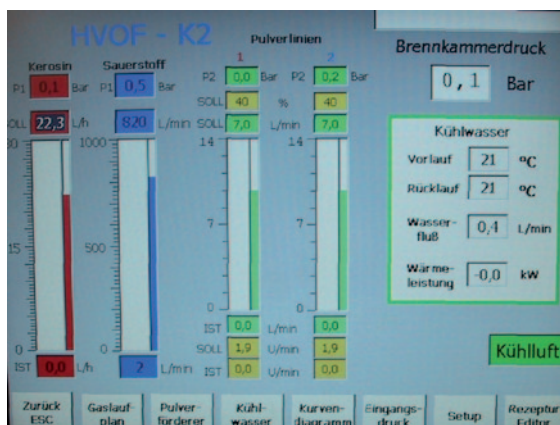 HVOF - K2
Pulverlinien
Kerosin Sauerstoff 1 2
Brennkammerdruck
P1 0,1 Bar P1 0,5 Bar P2 0,0 Bar P2 0,2 Bar
0,1 Bar
SOLL 40 % 40
SOLL 22,3 L/h 820 L/min SOLL 7,0 L/min 7,0
Kühlwasser
30 1000 14 14
Vorlauf 21 ºC
Rücklauf 21 ºC
15 500 7 7
Wasser-
fluß 0,4 L/min
Wärme-
leistung -0,0 kW
0 0 0 0
IST 0,0 L/min 0,0
IST 0,0 L/h 2 L/min SOLL 1,9 U/min 1,9
Kühlluft
IST 0,0 U/min 0,0
Zurück
ESC
Gaslauf-
plan
Pulver-
förderer
Kühl-
wasser
Kurven-
diagramm
Eingangs-
druck
Setup
Rezeptur
Editor